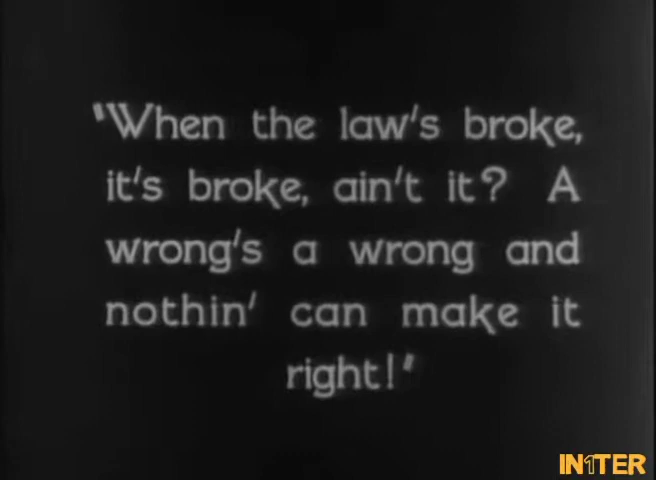 "When the law's broke,
it's broke, ain't it? A
wrong's a wrong and
nothin' can make it
right!"
IN1TER